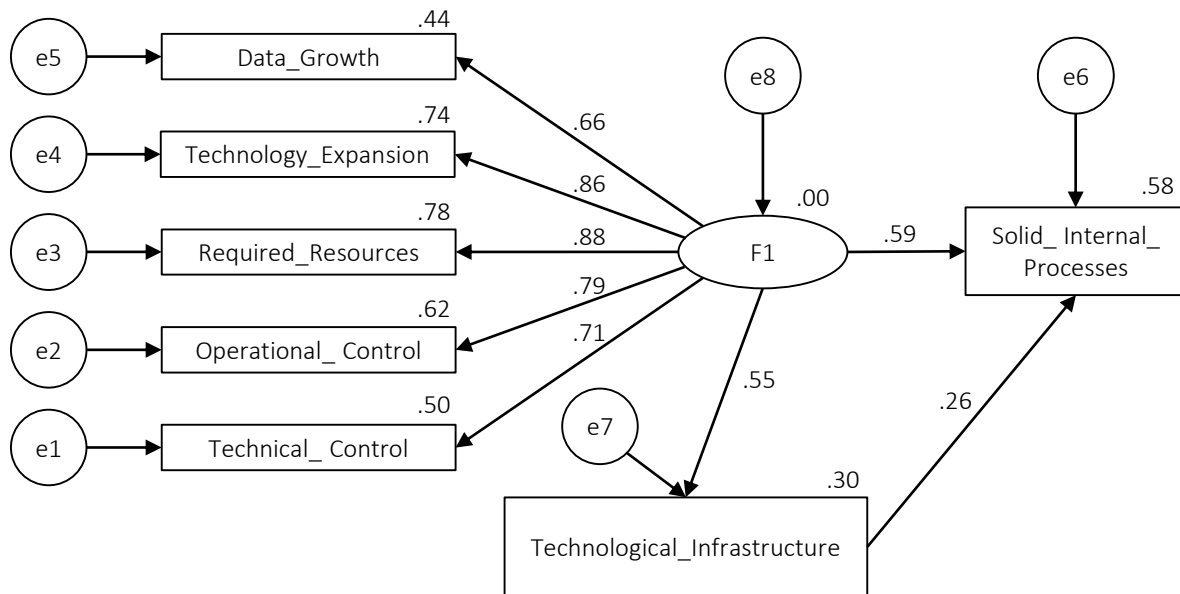 .44
e5
Data_Growth
e8
e6
.66
.74
e4
Technology_Expansion
.86
.58
.00
.78
e3
Required_Resources
.88
F1
.59
Solid_ Internal_
Processes
.79
.62
e2
Operational_ Control
.71
.55
.26
.50
e7
e1
Technical_ Control
.30
Technological_Infrastructure